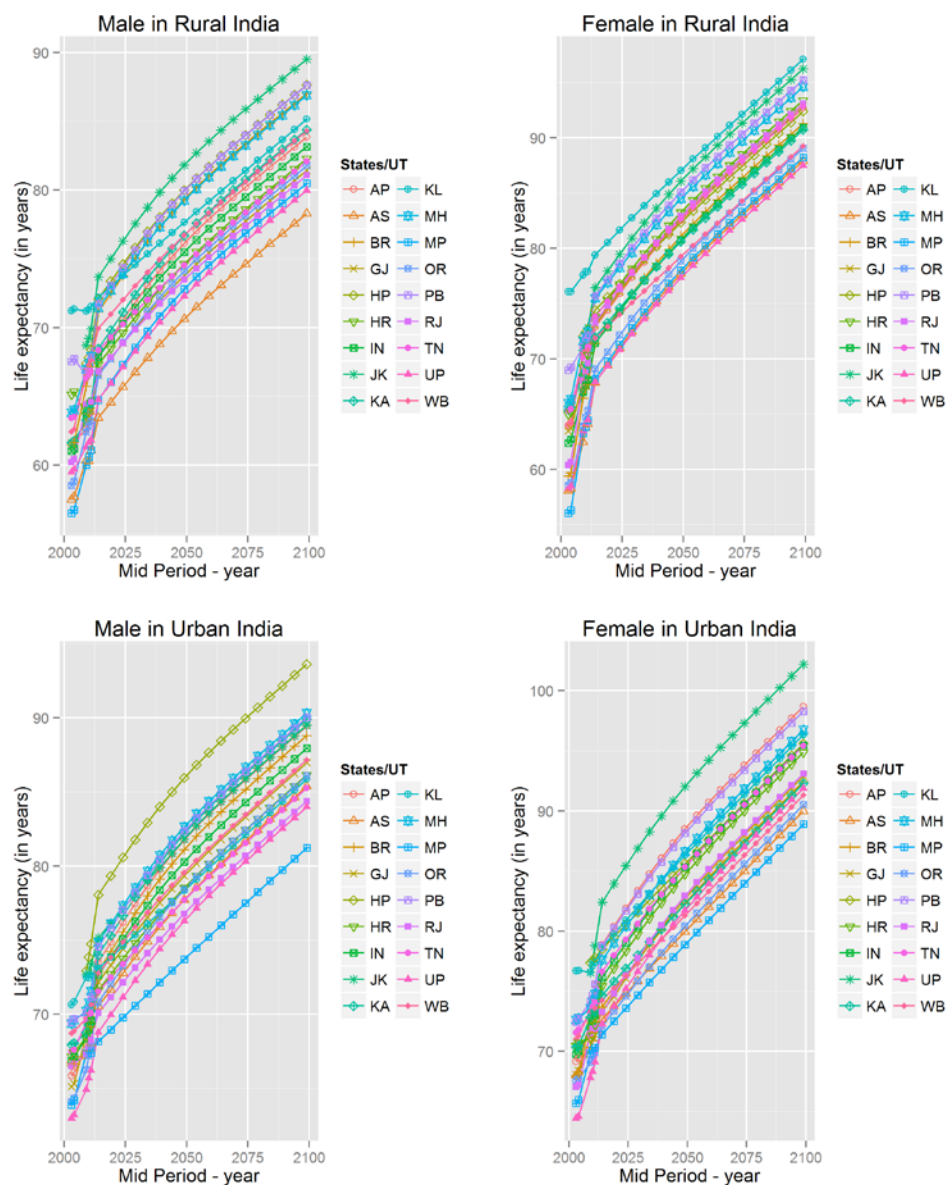 Male in Rural India
90
80
70
60
Life expectancy (in years)
2000 2025 2050 2075 2100
Mid Period - year
States/UT
AP KL
AS MH
BR MP
GJ OR
HP PB
HR RJ
IN TN
JK UP
KA WB
Female in Rural India
90
80
70
60
Life expectancy (in years)
2000 2025 2050 2075 2100
Mid Period - year
States/UT
AP KL
AS MH
BR MP
GJ OR
HP PB
HR RJ
IN TN
JK UP
KA WB
Male in Urban India
90
80
70
Life expectancy (in years)
2000 2025 2050 2075 2100
Mid Period - year
States/UT
AP KL
AS MH
BR MP
GJ OR
HP PB
HR RJ
IN TN
JK UP
KA WB
Female in Urban India
100
90
80
70
Life expectancy (in years)
2000 2025 2050 2075 2100
Mid Period - year
States/UT
AP KL
AS MH
BR MP
GJ OR
HP PB
HR RJ
IN TN
JK UP
KA WB